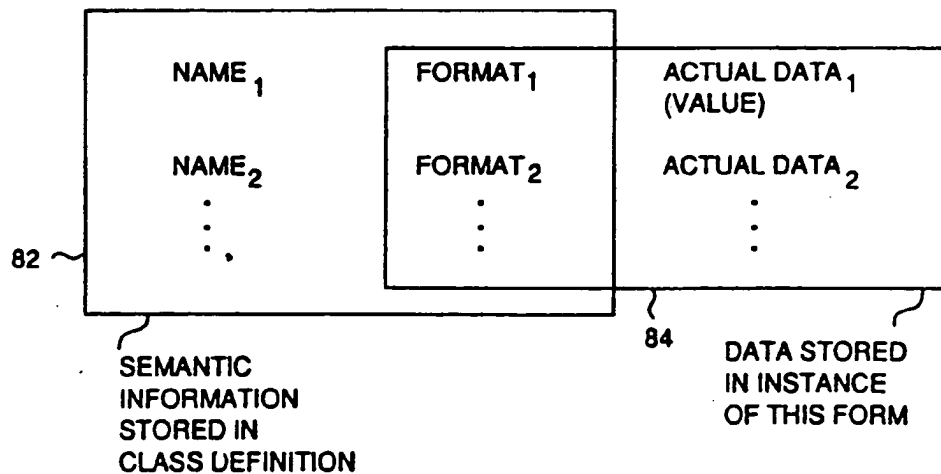 NAME₁ FORMAT₁ ACTUAL DATA₁
(VALUE)
NAME₂ FORMAT₂ ACTUAL DATA₂
82
84
SEMANTIC
INFORMATION
STORED IN
CLASS DEFINITION
DATA STORED
IN INSTANCE
OF THIS FORM